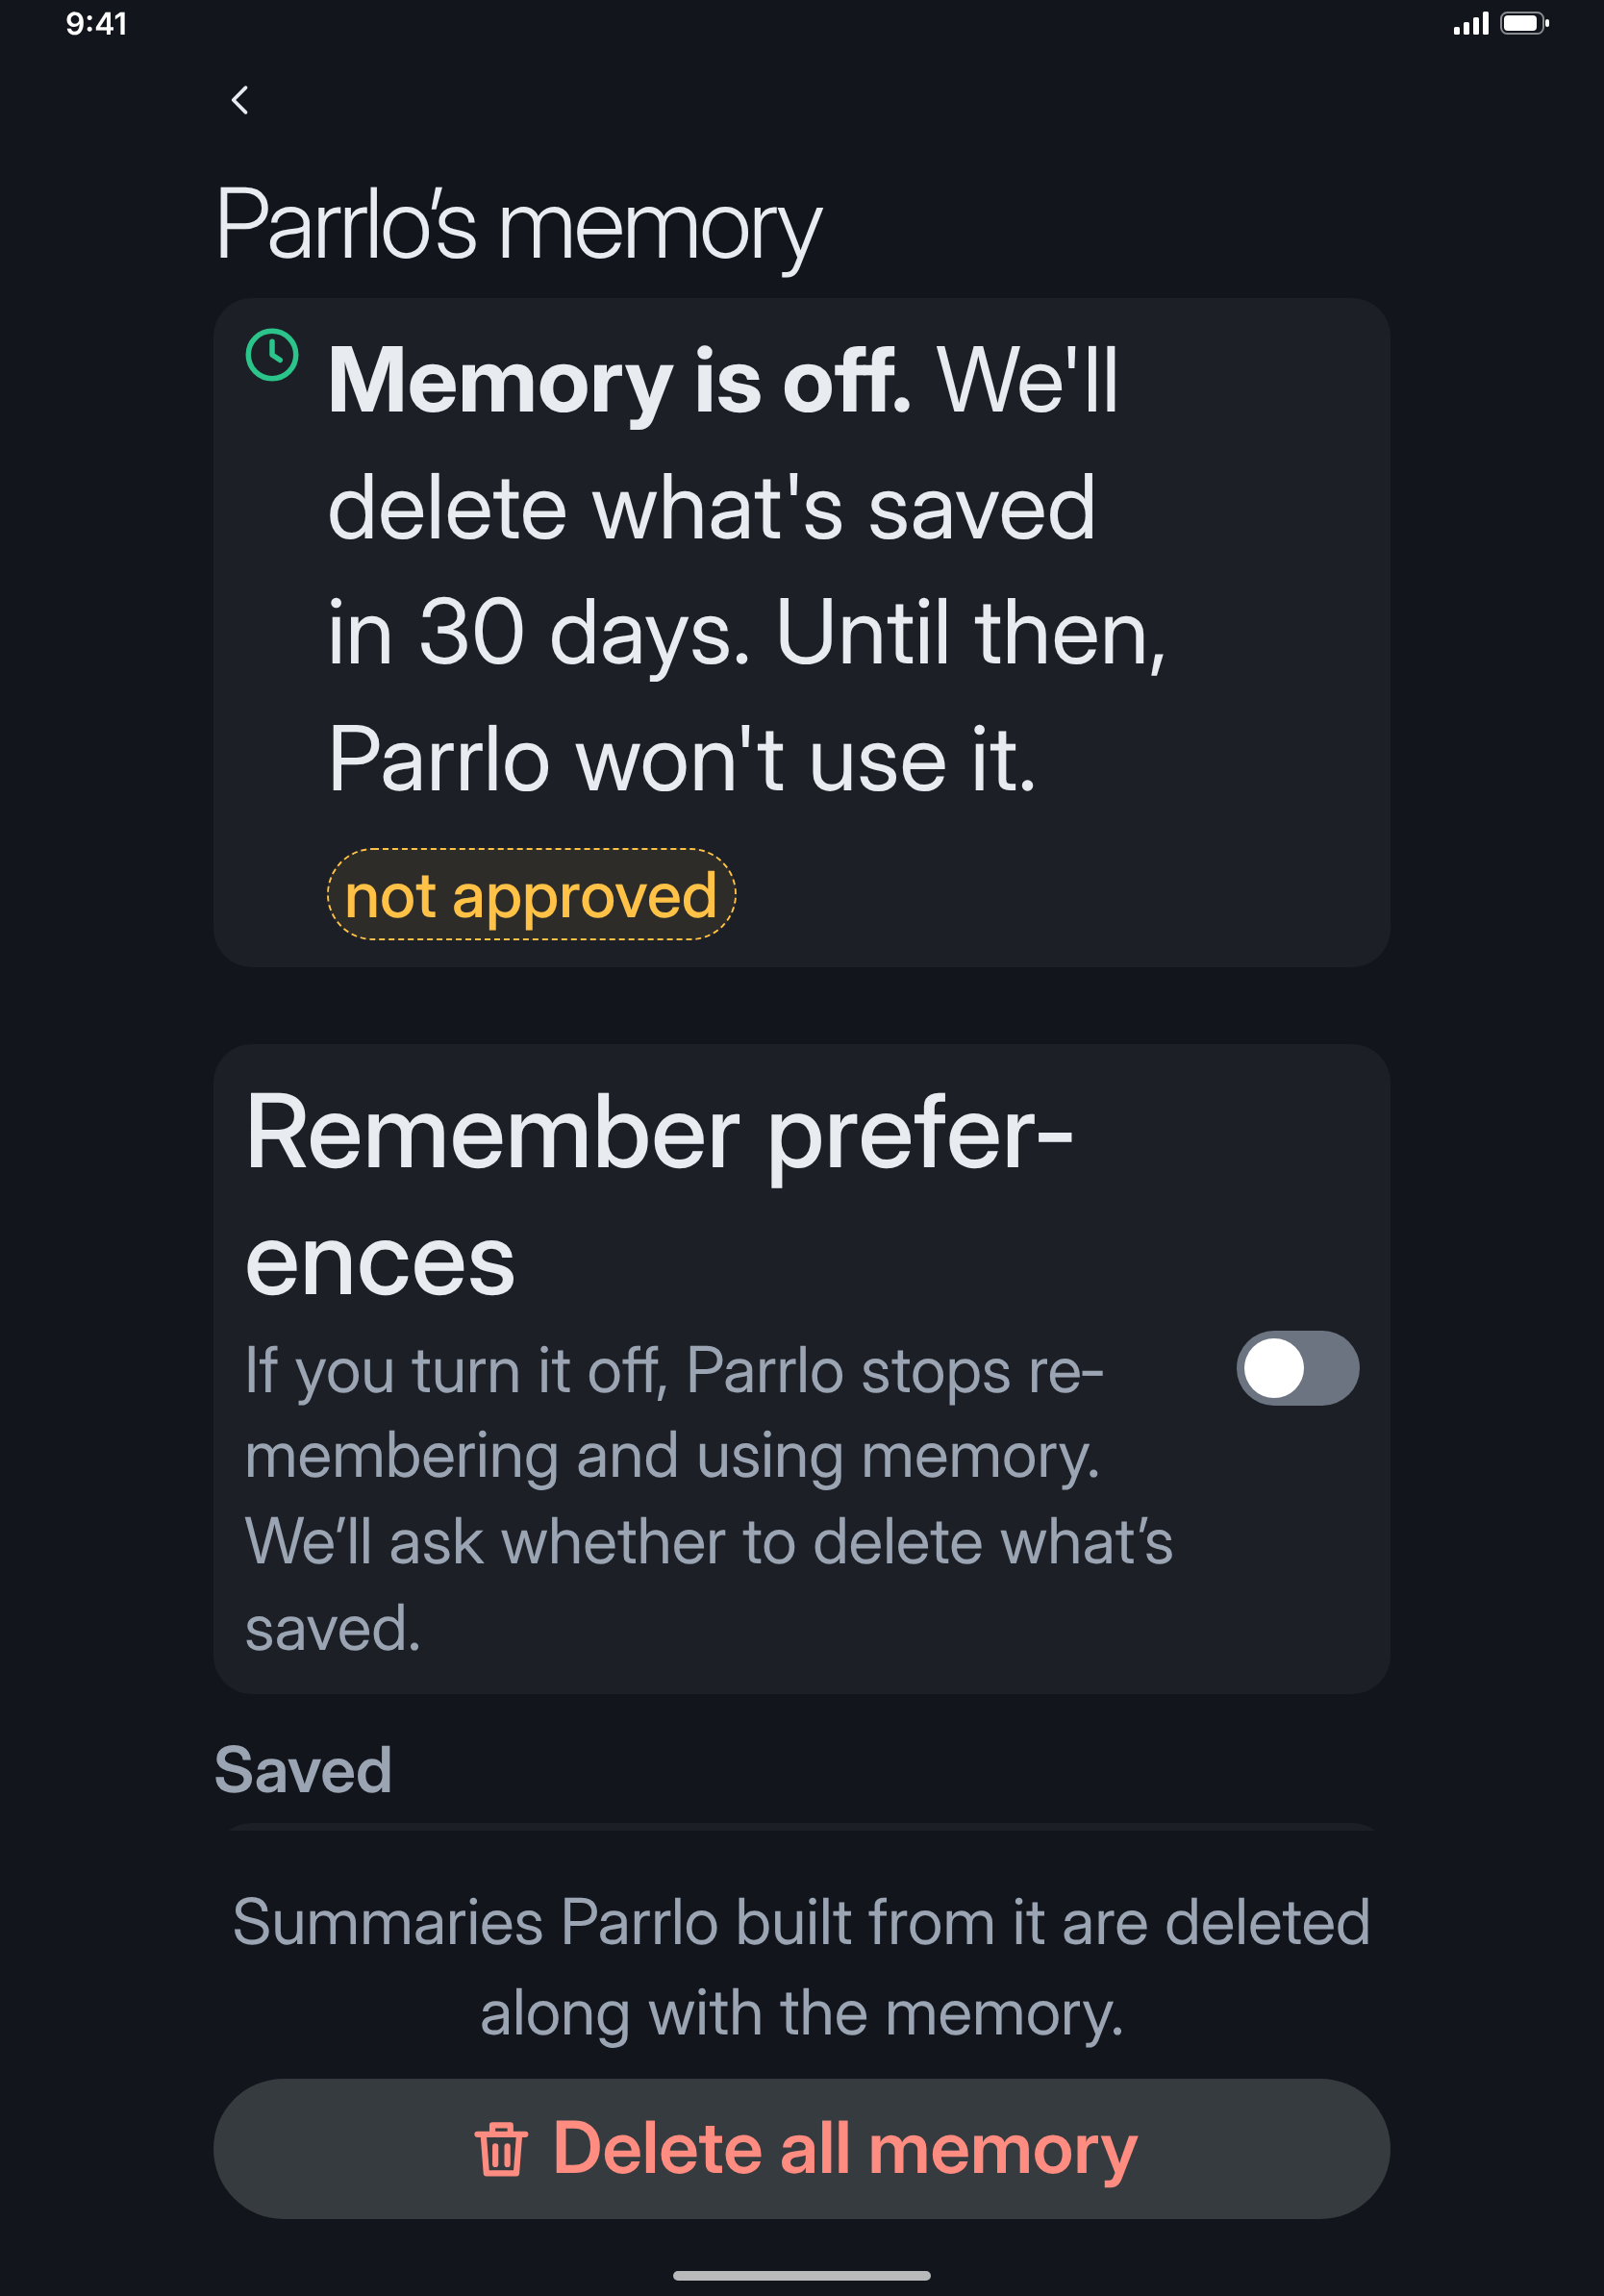 9:41
Parrlo’s memory
Memory is off. We'll
delete what's saved
in 30 days. Until then,
Parrlo won't use it.
not approved
Remember prefer-
ences
If you turn it off, Parrlo stops re-
membering and using memory.
We’ll ask whether to delete what’s
saved.
Saved
Summaries Parrlo built from it are deleted
along with the memory.
Delete all memory